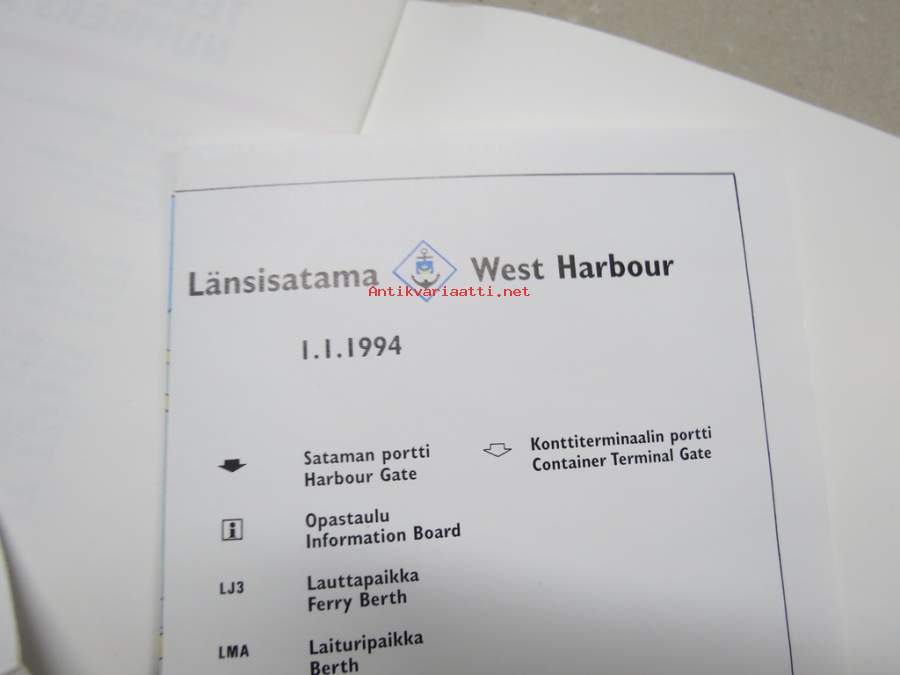 Länsisatama West Harbour
Antikvariaatti.net
1.1.1994
Sataman portti
Harbour Gate
Konttiterminaalin portti
Container Terminal Gate
i Opastaulu
Information Board
LJ3 Lauttapaikka
Ferry Berth
LMA Laituripaikka
Berth